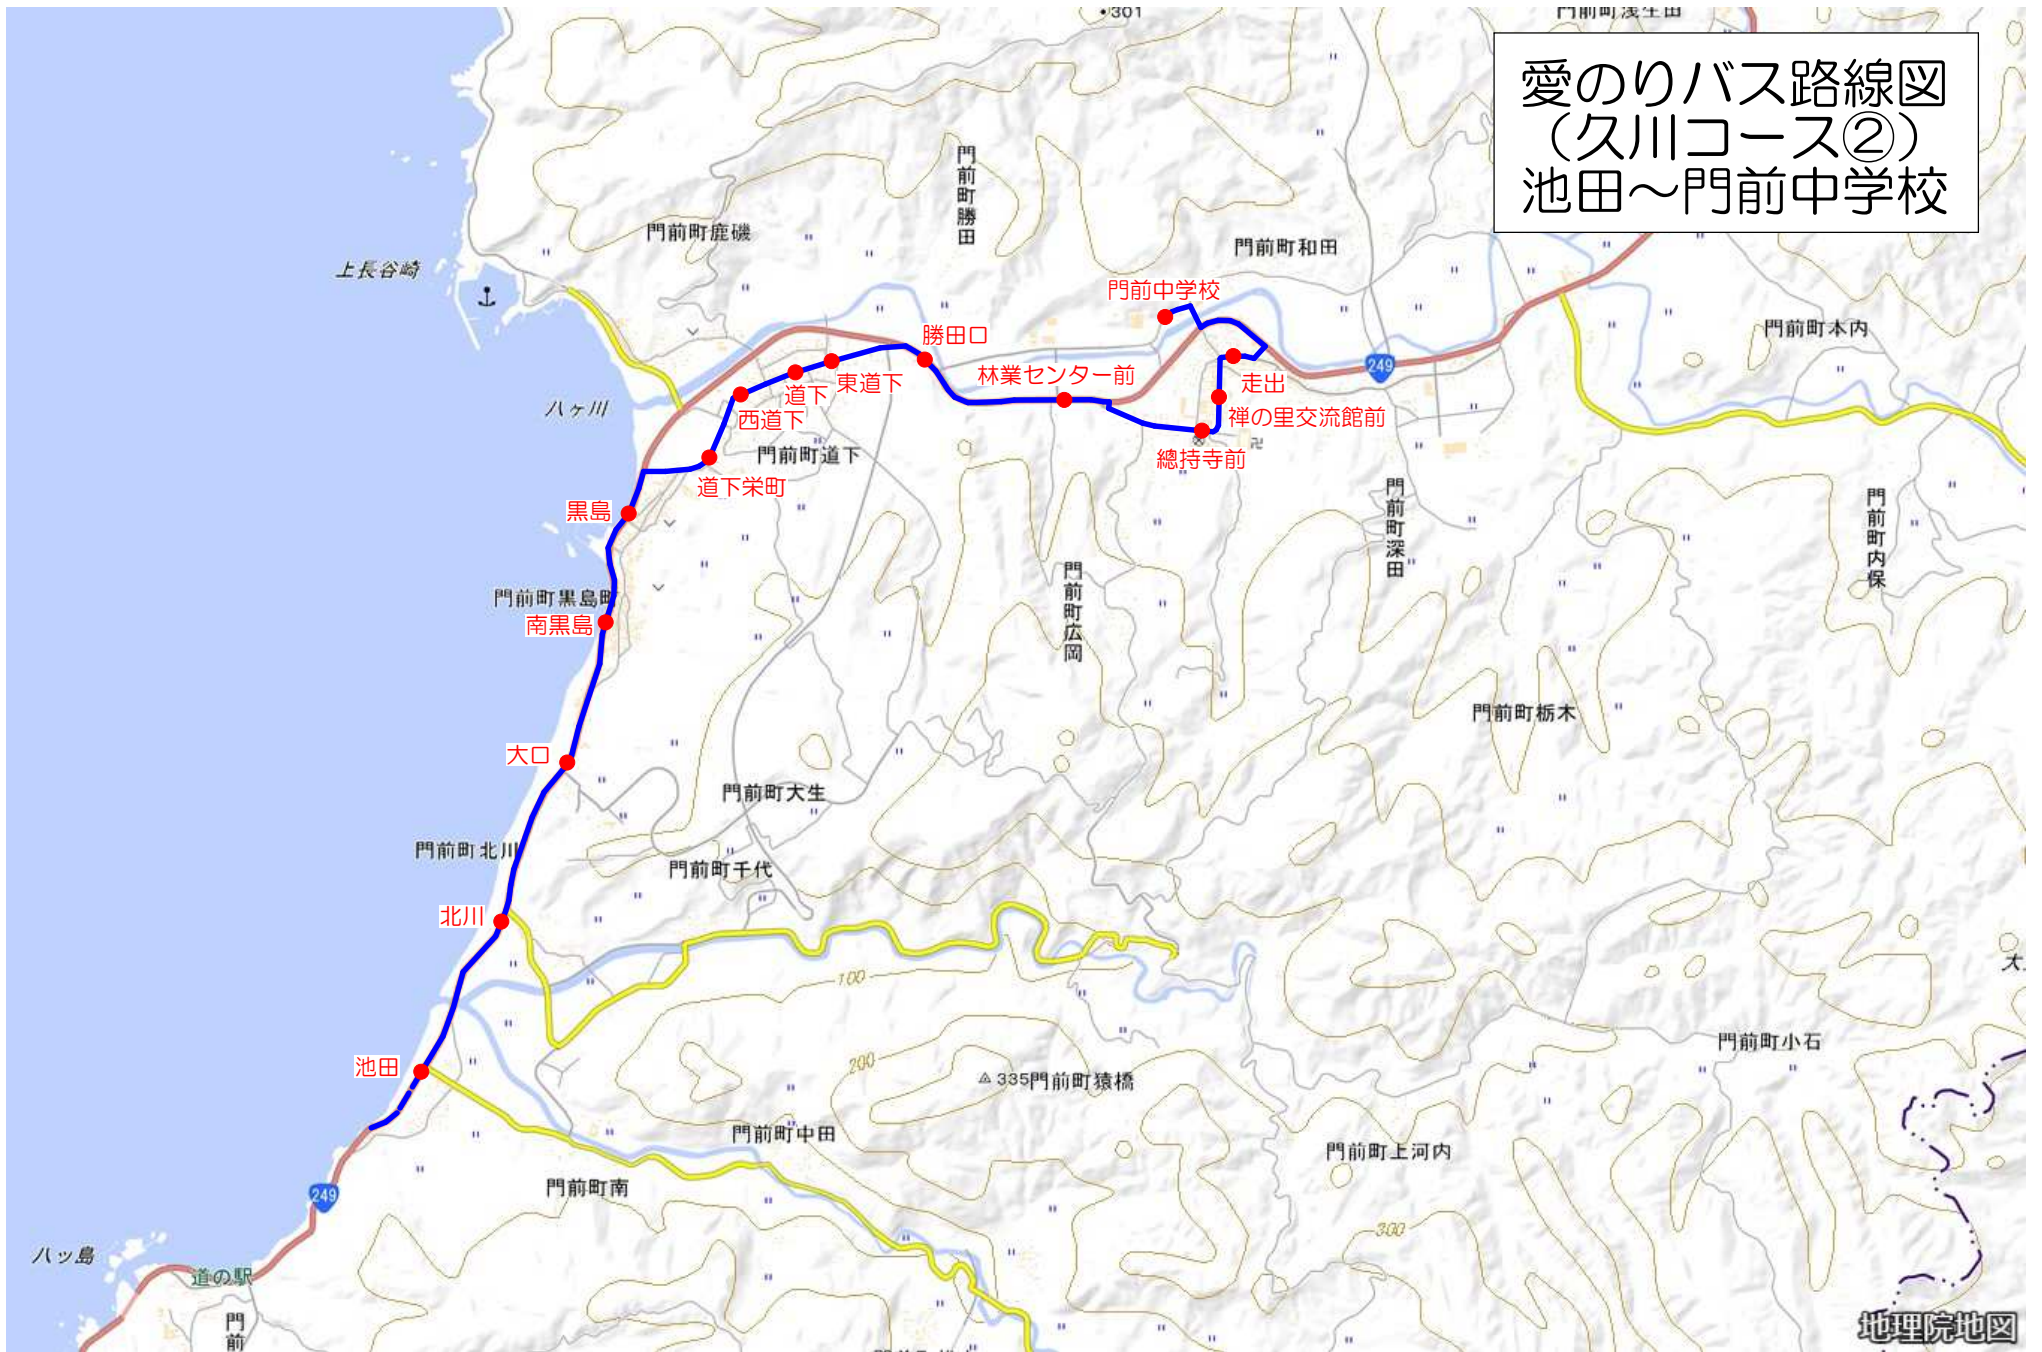 愛のりバス路線図
（久川コース②）
池田～門前中学校
301
門前町浅生田
門前町勝田
門前町鹿磯
門前町和田
上長谷崎
門前中学校
勝田口
門前町本内
249
林業センター前
東道下
道下
走出
西道下
禅の里交流館前
八ヶ川
門前町道下
總持寺前
道下栄町
黒島
門前町深田
門前町内保
門前町広岡
門前町黒島町
南黒島
門前町栃木
大口
門前町大生
門前町北川
門前町千代
北川
100
大
門前町小石
200
池田
335
門前町猿橋
門前町中田
門前町上河内
門前町南
249
300
八ッ島
道の駅
門前
地理院地図